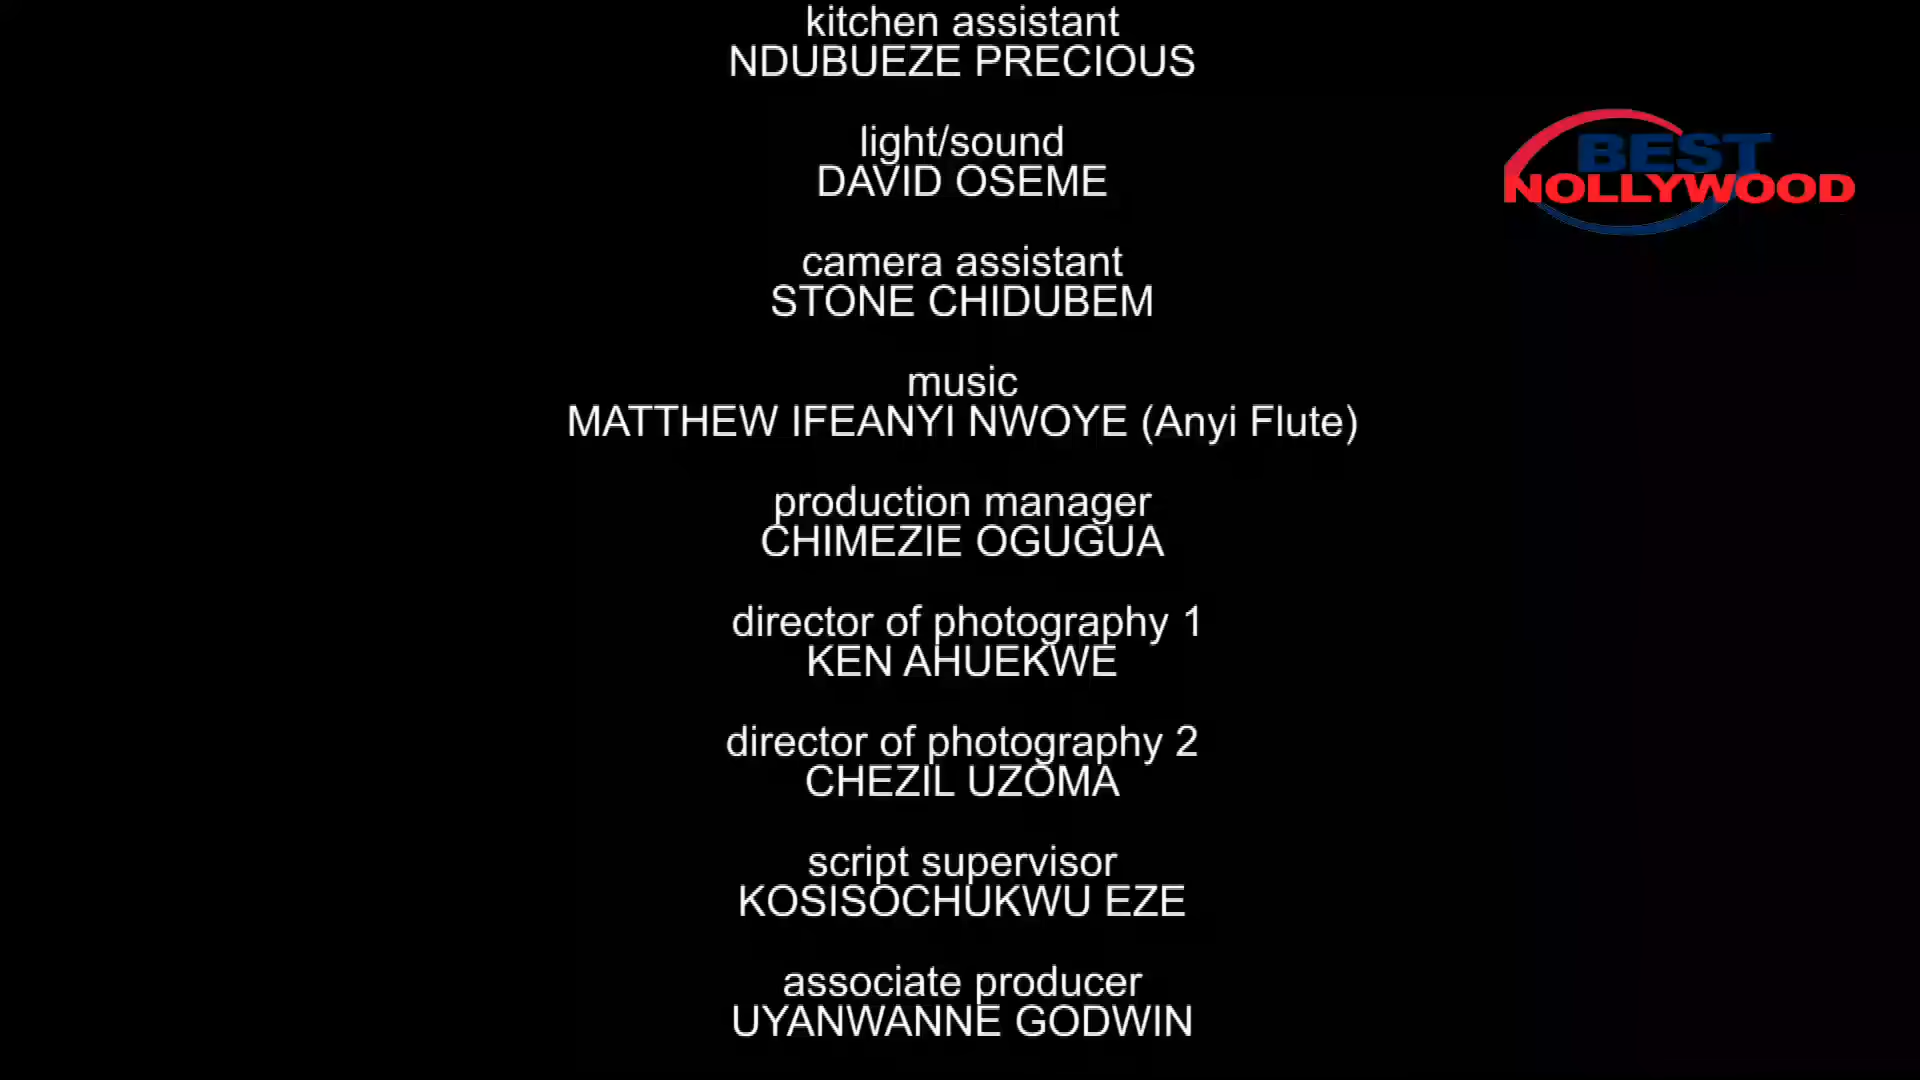 kitchen assistant
NDUBUEZE PRECIOUS
light/sound
DAVID OSEME
BEST
NOLLYWOOD
camera assistant
STONE CHIDUBEM
music
MATTHEW IFEANYI NWOYE (Anyi Flute)
production manager
CHIMEZIE OGUGUA
director of photography 1
KEN AHUEKWE
director of photography 2
CHEZIL UZOMA
script supervisor
KOSISOCHUKWU EZE
associate producer
UYANWANNE GODWIN